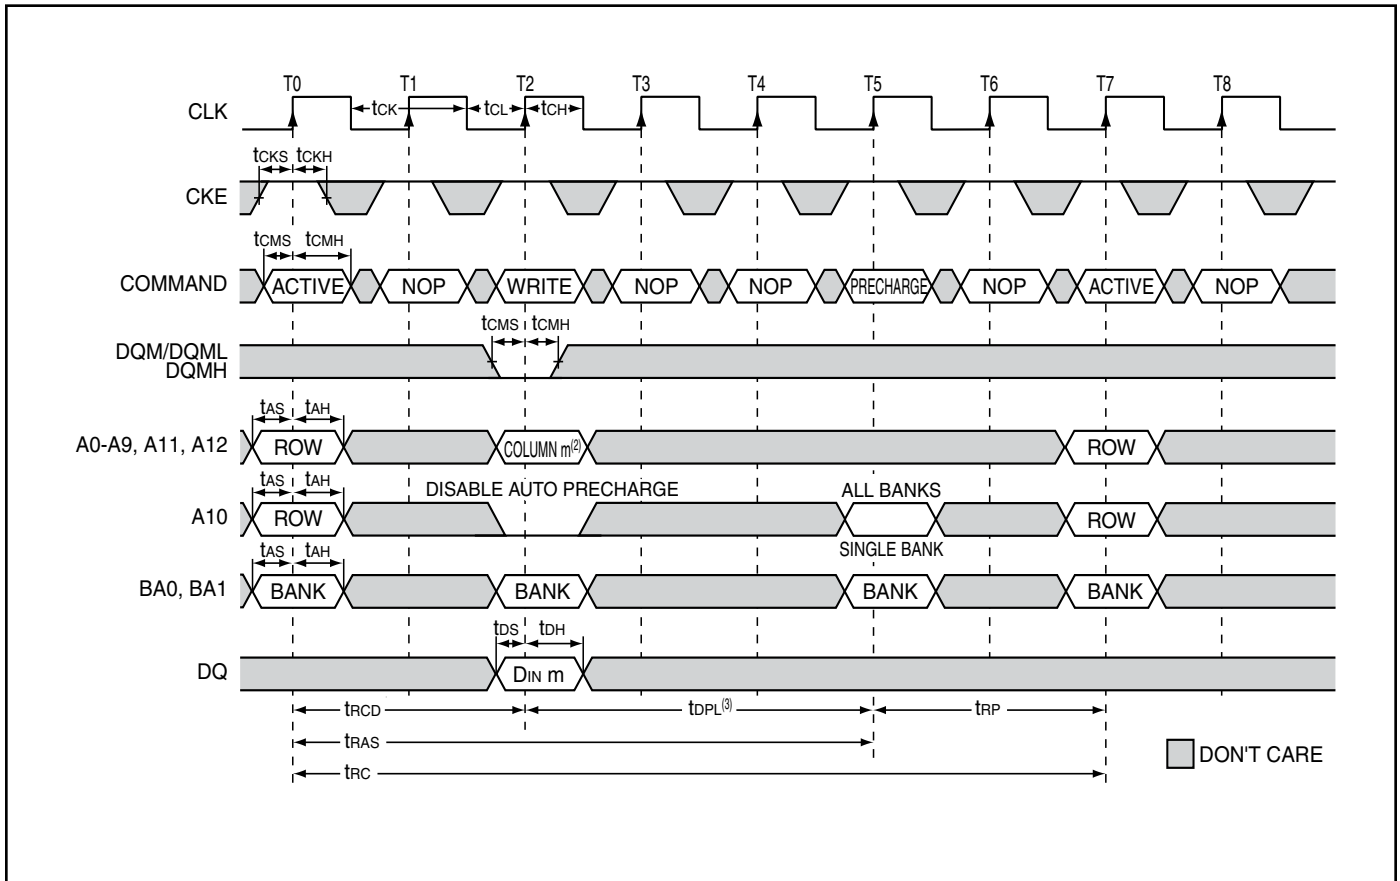 T0 T1 T2 T3 T4 T5 T6 T7 T8
CLK tCK tCL tCH
tCKS tCKH
CKE
tCMS tCMH
COMMAND ACTIVE NOP WRITE NOP NOP PRECHARGE NOP ACTIVE NOP
tCMS tCMH
DQM/DQML
DQMH
tAS tAH
A0-A9, A11, A12 ROW COLUMN m(2) ROW
tAS tAH DISABLE AUTO PRECHARGE ALL BANKS
A10 ROW ROW
tAS tAH SINGLE BANK
BA0, BA1 BANK BANK BANK BANK
tDS tDH
DQ DIN m
tRCD tDPL(3) tRP
tRAS
DON'T CARE
tRC